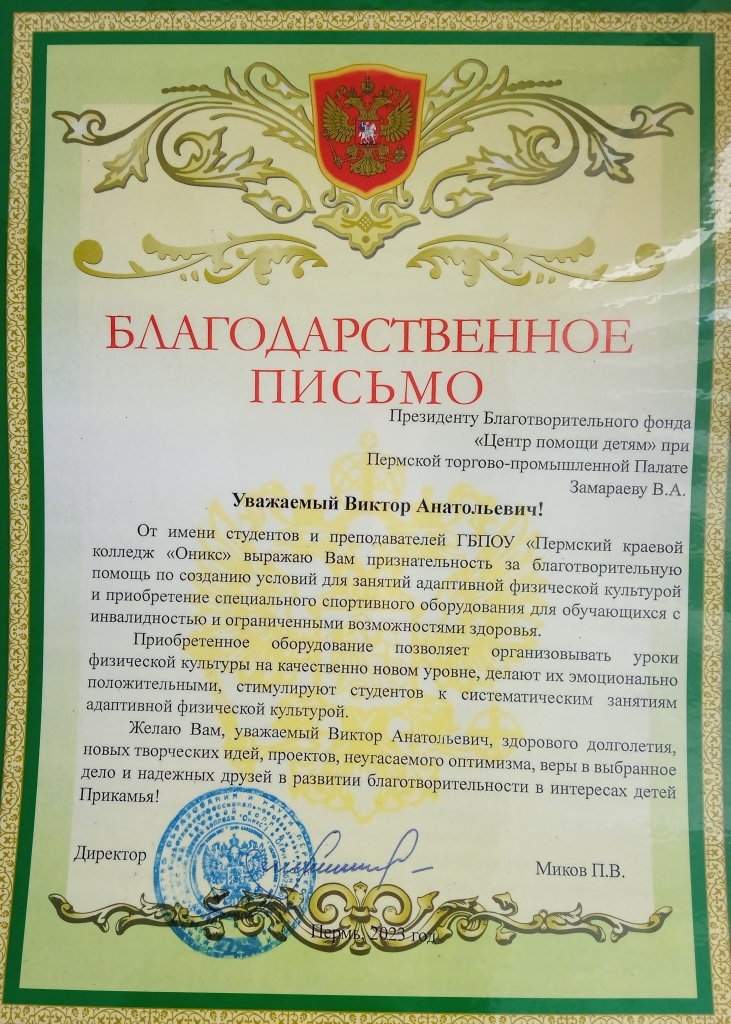 БЛАГОДАРСТВЕННОЕ
ПИСЬМО
Президенту Благотворительного фонда
«Центр помощи детям» при
Пермской торгово-промышленной Палате
Замараеву В.А.
Уважаемый Виктор Анатольевич!
От имени студентов и преподавателей ГБПОУ «Пермский краевой
колледж «Оникс» выражаю Вам признательность за благотворительную
помощь по созданию условий для занятий адаптивной физической культурой
и приобретение специального спортивного оборудования для обучающихся с
инвалидностью и ограниченными возможностями здоровья.
Приобретенное оборудование позволяет организовывать уроки
физической культуры на качественно новом уровне, делают их эмоционально
положительными, стимулируют студентов к систематическим занятиям
адаптивной физической культурой.
Желаю Вам, уважаемый Виктор Анатольевич, здорового долголетия,
новых творческих идей, проектов, неугасаемого оптимизма, веры в выбранное
дело и надежных друзей в развитии благотворительности в интересах детей
Прикамья!
Директор
Миков П.В.
Пермь, 2023 год